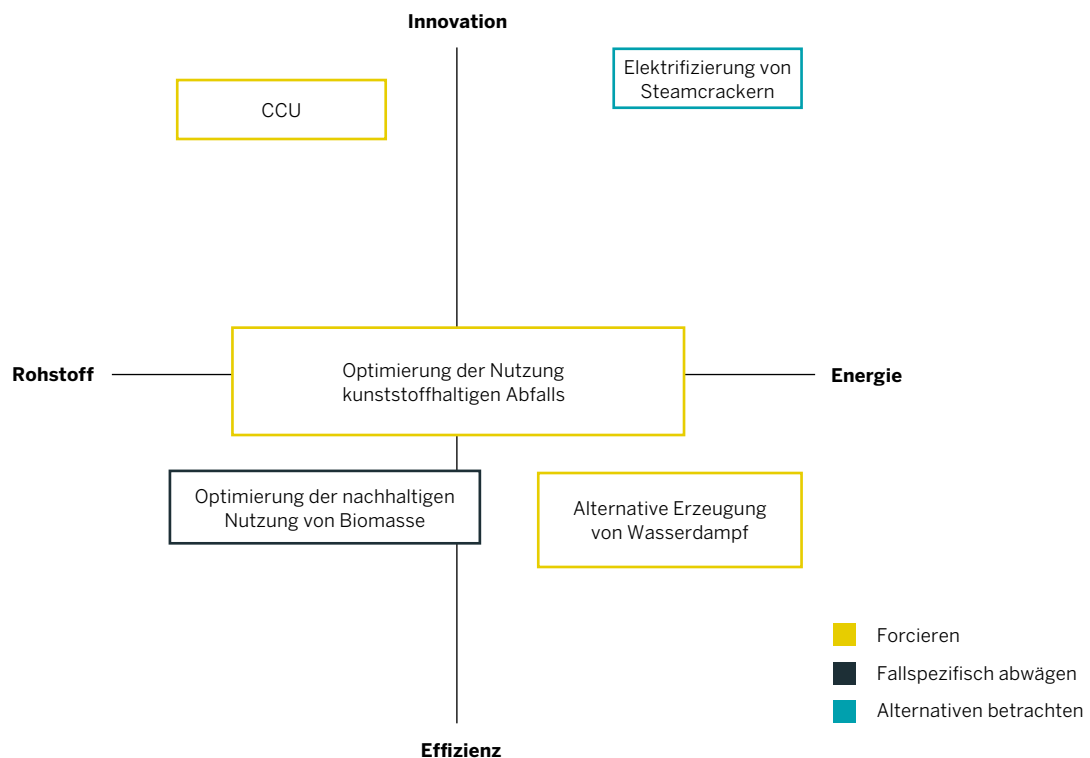 Innovation
Elektrifizierung von
Steamcrackern
CCU
Rohstoff
Optimierung der Nutzung
kunststoffhaltigen Abfalls
Energie
Optimierung der nachhaltigen
Nutzung von Biomasse
Alternative Erzeugung
von Wasserdampf
Forcieren
Fallspezifisch abwägen
Alternativen betrachten
Effizienz